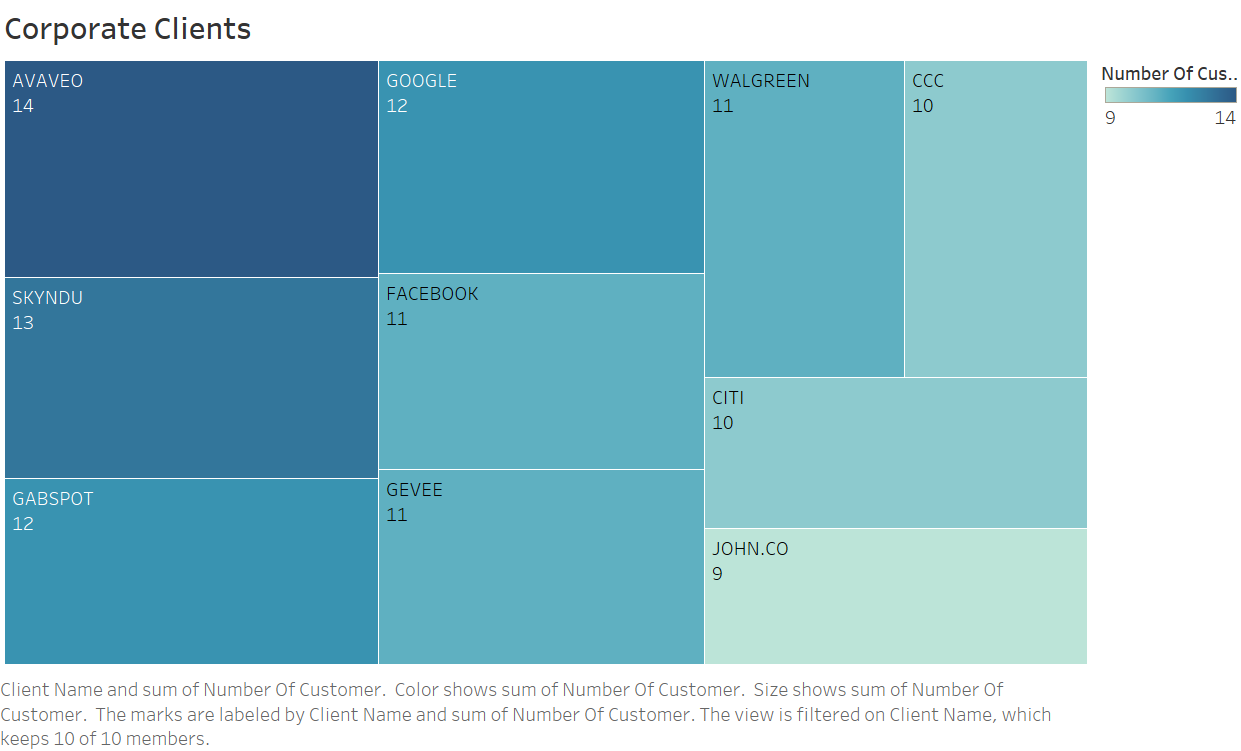 Corporate Clients
AVAVEO
14
SKYNDU
13
GABSPOT
12
GOOGLE
12
FACEBOOK
11
GEVEE
11
WALGREEN
11
CCC
10
CITI
10
JOHN.CO
9
Number Of Cus..
9 14
Client Name and sum of Number Of Customer.  Color shows sum of Number Of Customer.  Size shows sum of Number Of
Customer.  The marks are labeled by Client Name and sum of Number Of Customer. The view is filtered on Client Name, which
keeps 10 of 10 members.